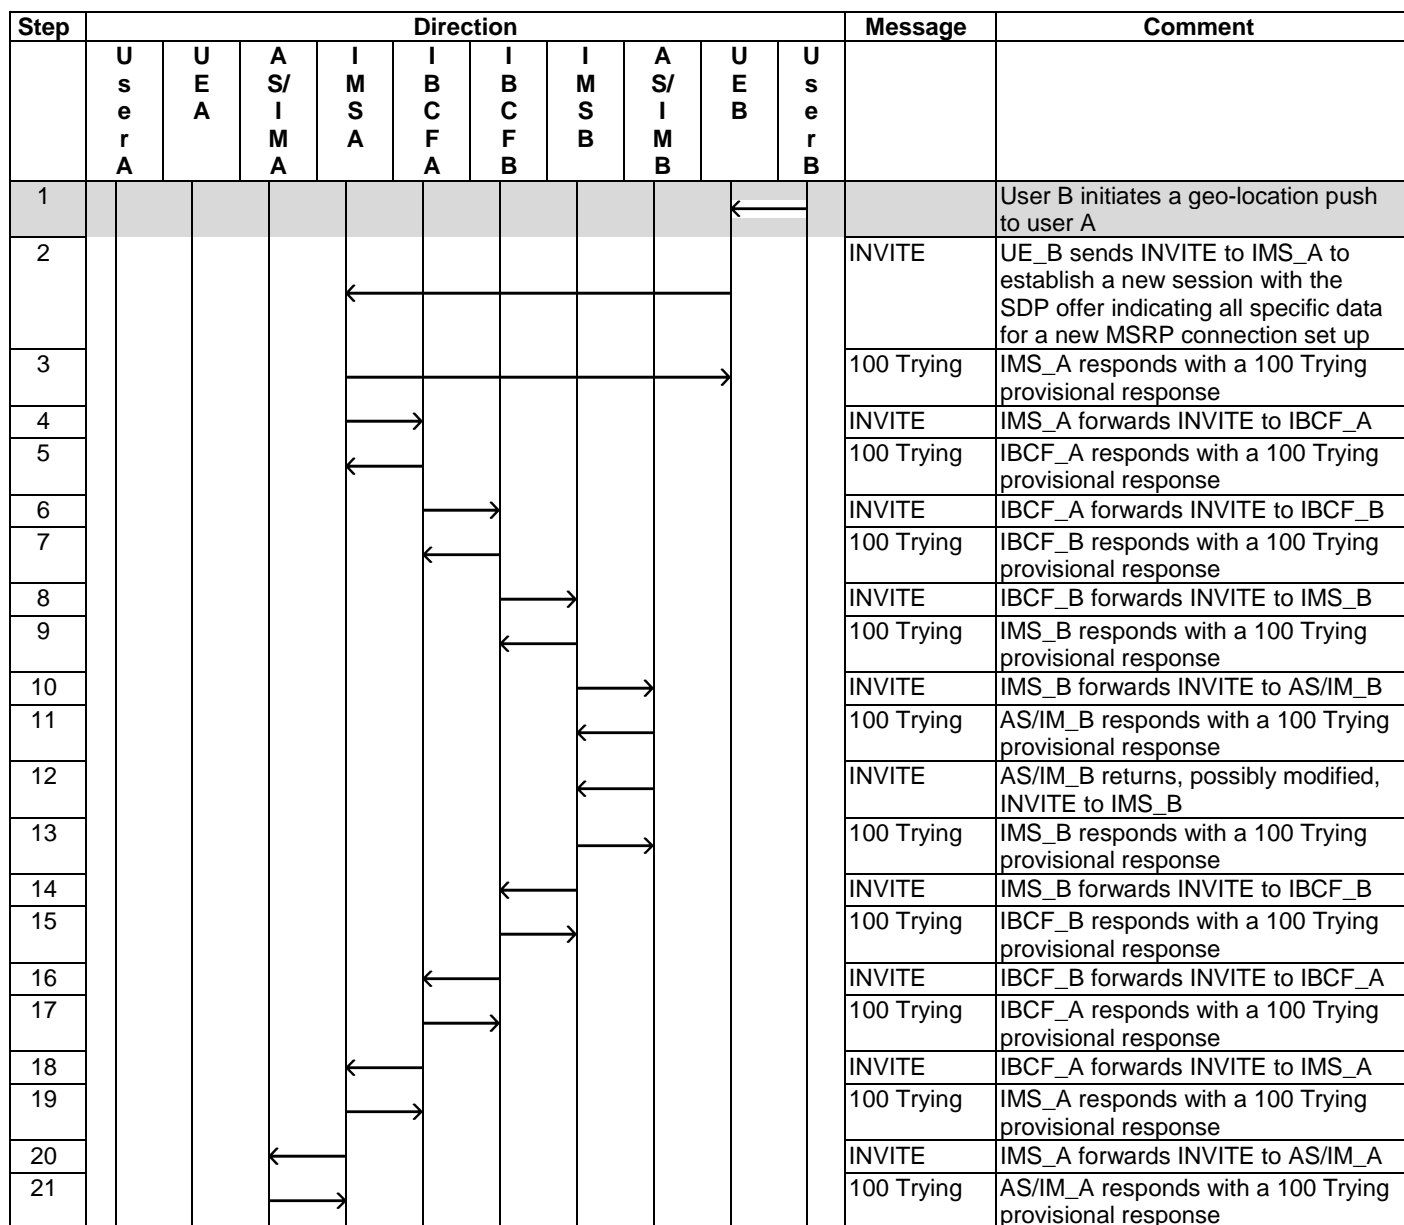 Step Direction Message Comment
U U A I I I I A U U
s E S/ M B B M S/ E s
e A I S C C S I B e
r M A F F B M r
A A A B B B
1 User B initiates a geo-location push
to user A
2 INVITE UE_B sends INVITE to IMS_A to
establish a new session with the
SDP offer indicating all specific data
for a new MSRP connection set up
3 100 Trying IMS_A responds with a 100 Trying
provisional response
4 INVITE IMS_A forwards INVITE to IBCF_A
5 100 Trying IBCF_A responds with a 100 Trying
provisional response
6 INVITE IBCF_A forwards INVITE to IBCF_B
7 100 Trying IBCF_B responds with a 100 Trying
provisional response
8 INVITE IBCF_B forwards INVITE to IMS_B
9 100 Trying IMS_B responds with a 100 Trying
provisional response
10 INVITE IMS_B forwards INVITE to AS/IM_B
11 100 Trying AS/IM_B responds with a 100 Trying
provisional response
12 INVITE AS/IM_B returns, possibly modified,
INVITE to IMS_B
13 100 Trying IMS_B responds with a 100 Trying
provisional response
14 INVITE IMS_B forwards INVITE to IBCF_B
15 100 Trying IBCF_B responds with a 100 Trying
provisional response
16 INVITE IBCF_B forwards INVITE to IBCF_A
17 100 Trying IBCF_A responds with a 100 Trying
provisional response
18 INVITE IBCF_A forwards INVITE to IMS_A
19 100 Trying IMS_A responds with a 100 Trying
provisional response
20 INVITE IMS_A forwards INVITE to AS/IM_A
21 100 Trying AS/IM_A responds with a 100 Trying
provisional response